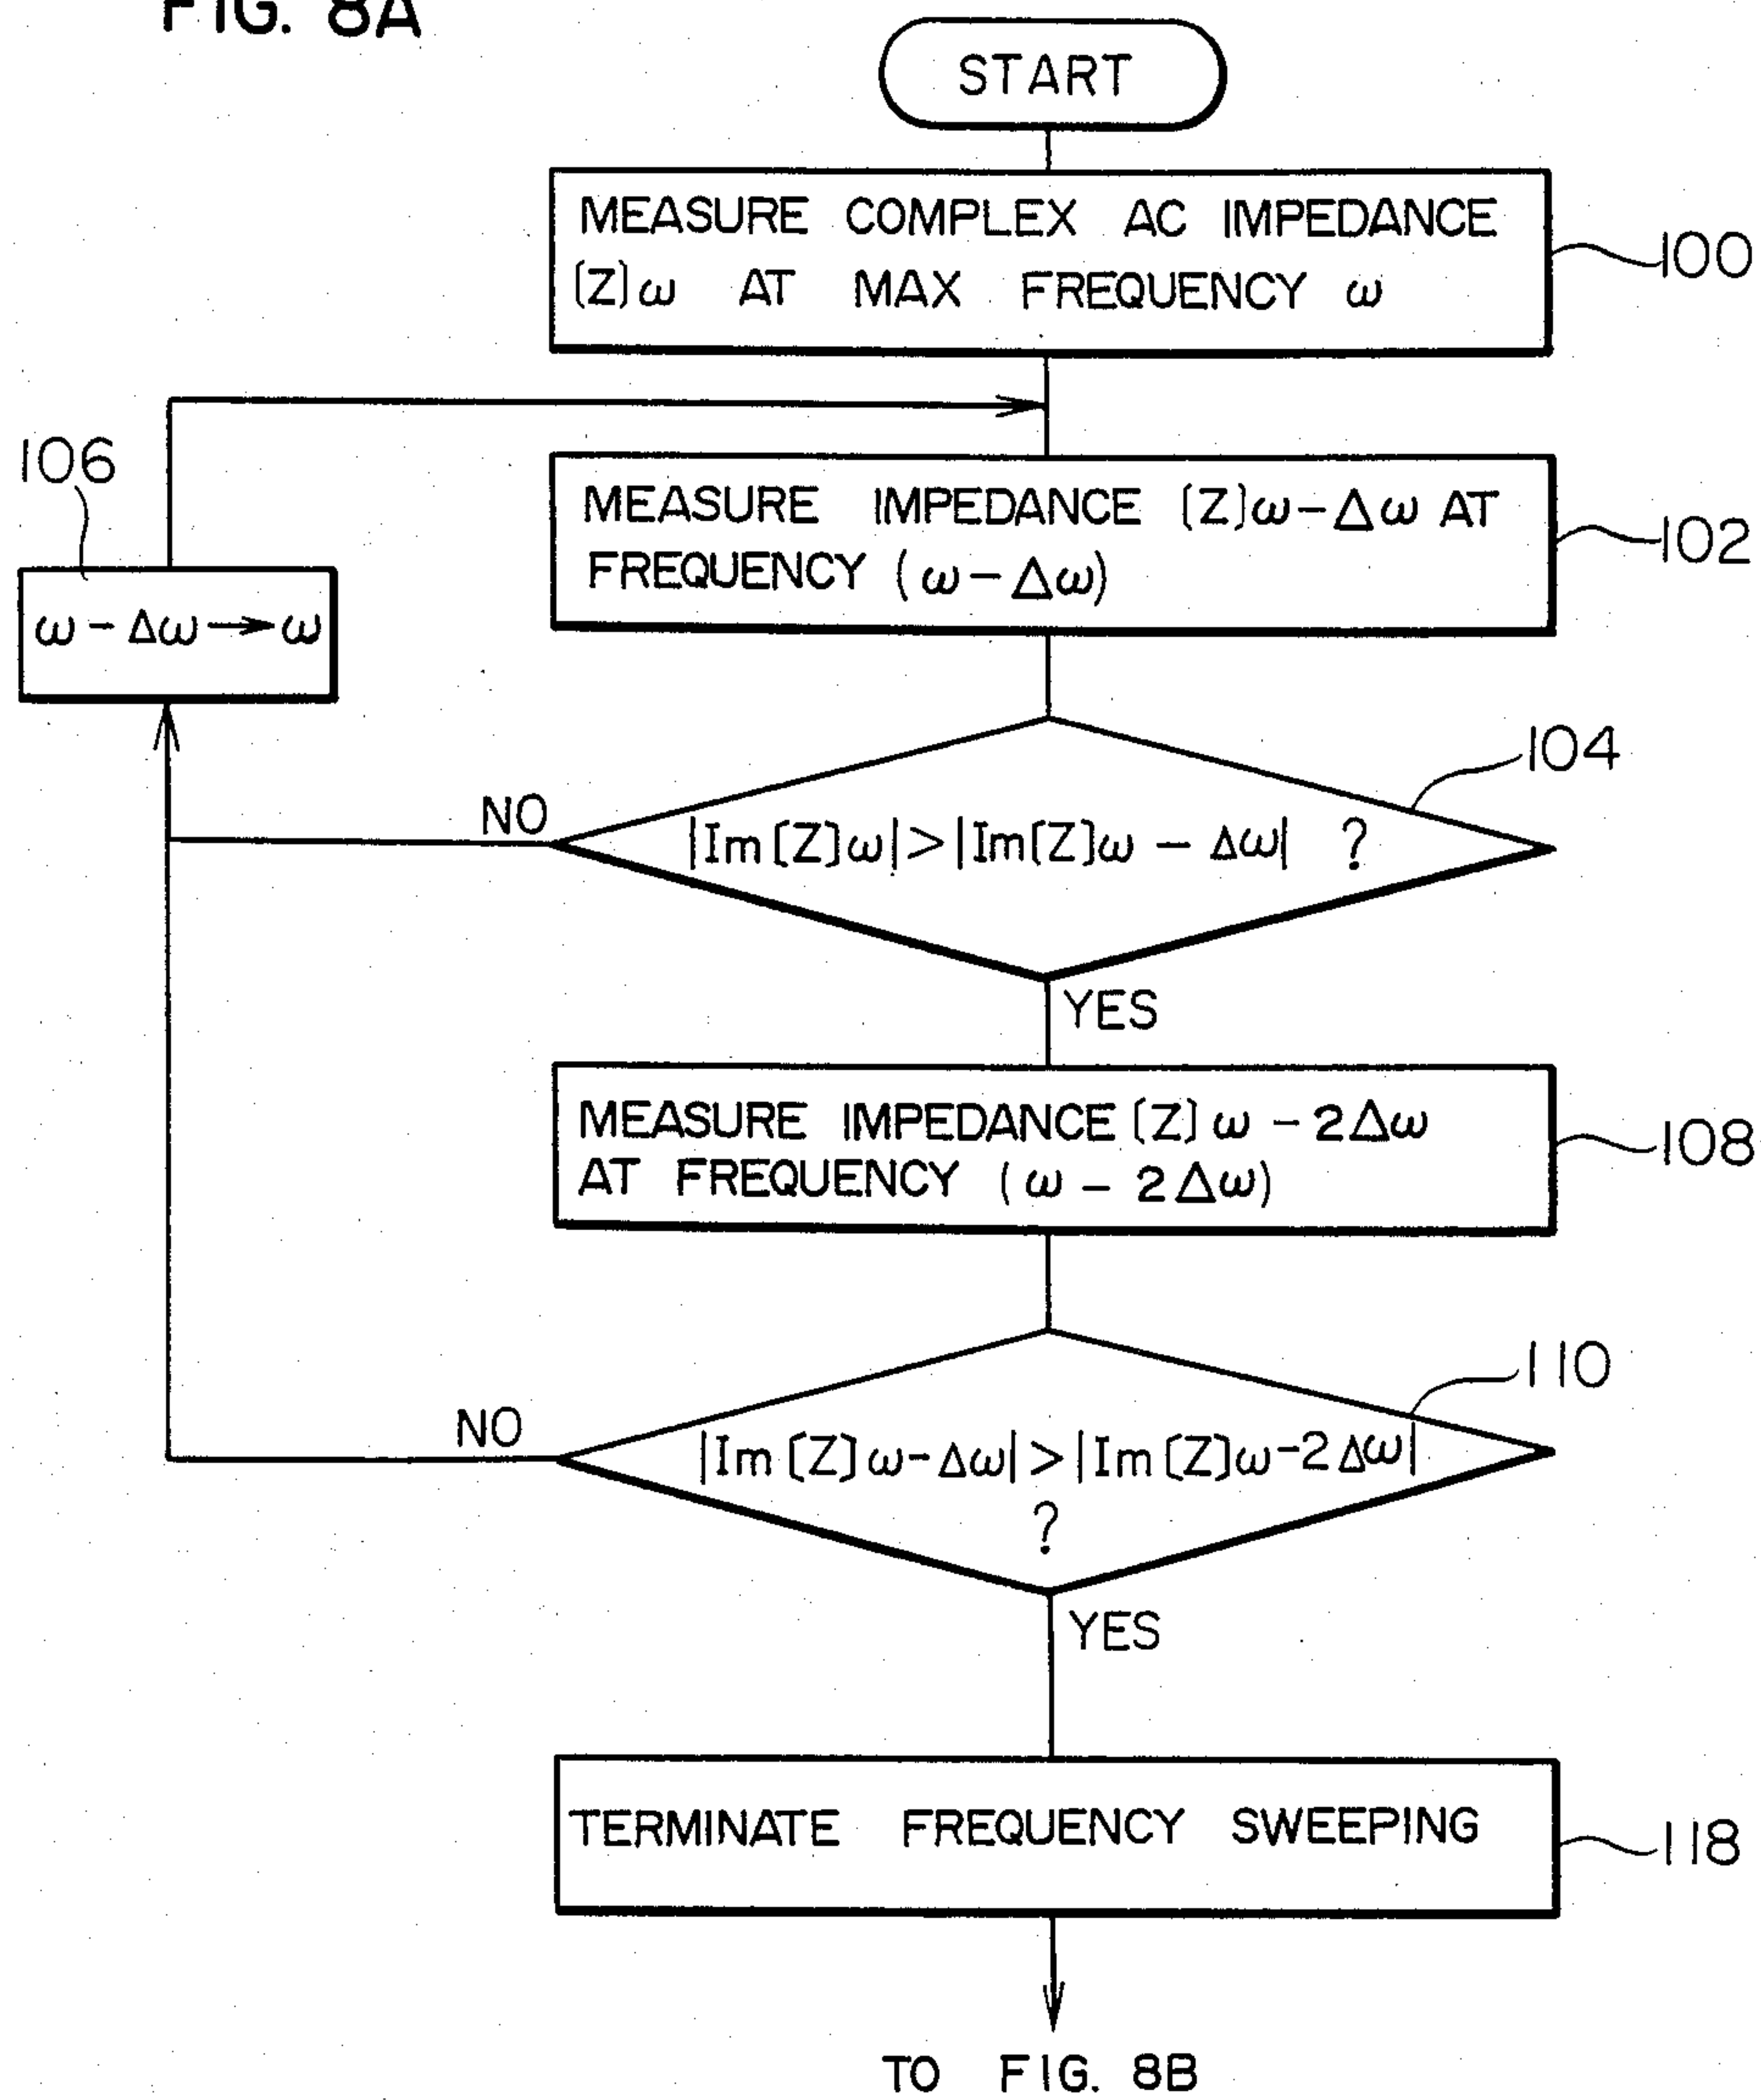 FIG. 8A
START
MEASURE COMPLEX AC IMPEDANCE
[Z]ω AT MAX FREQUENCY ω
100
106
MEASURE IMPEDANCE [Z]ω-Δω AT
FREQUENCY (ω-Δω)
102
ω-Δω→ω
104
NO
|Im[Z]ω|>|Im[Z]ω-Δω| ?
YES
MEASURE IMPEDANCE [Z]ω-2Δω
AT FREQUENCY (ω-2Δω)
108
110
NO
|Im[Z]ω-Δω|>|Im[Z]ω-2Δω|
?
YES
TERMINATE FREQUENCY SWEEPING
118
TO FIG. 8B